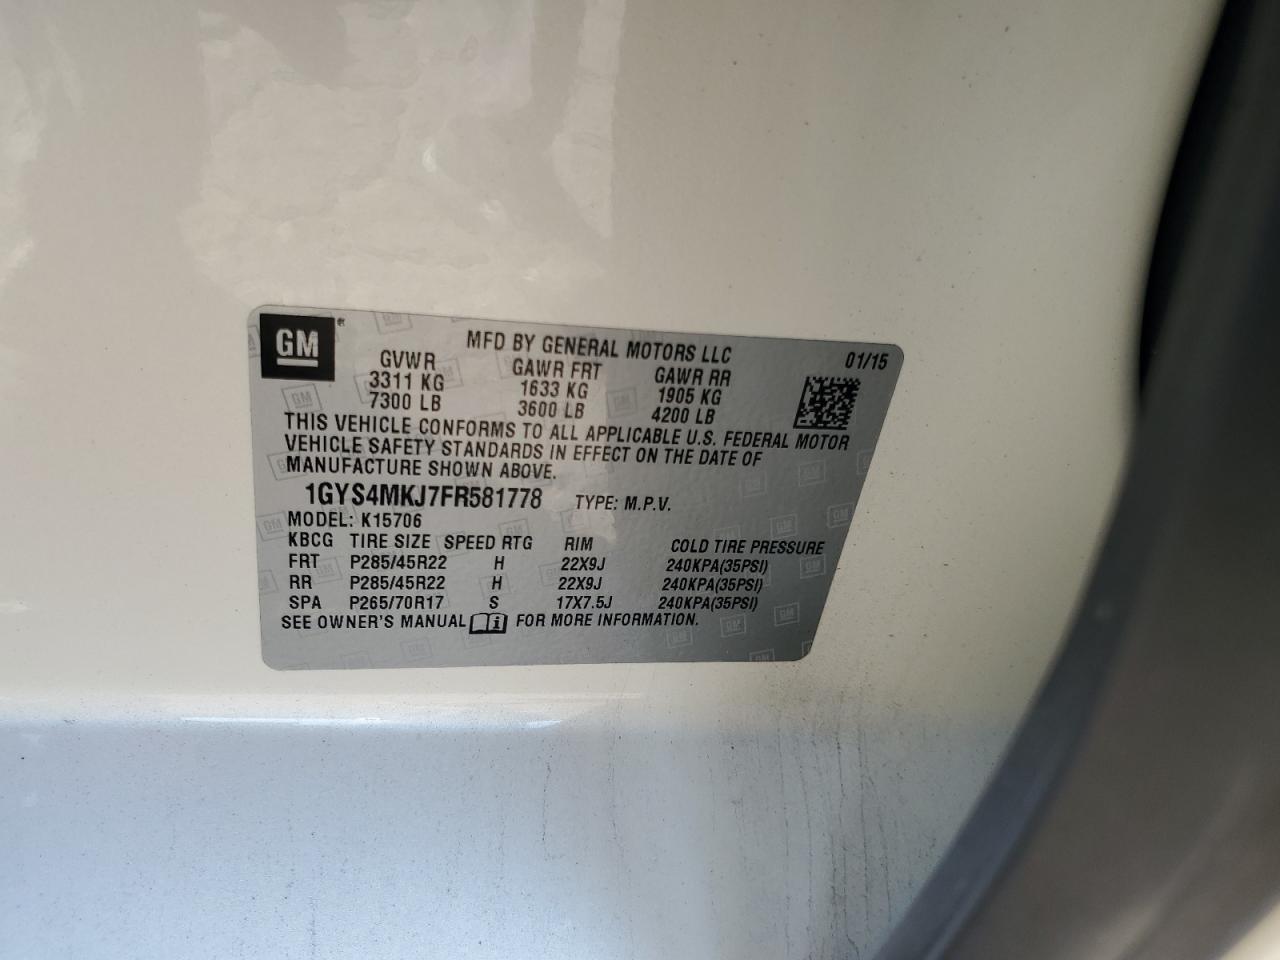 GM
MFD BY GENERAL MOTORS LLC 01/15
GVWR GAWR FRT GAWR RR
3311 KG 1633 KG 1905 KG
7300 LB 3600 LB 4200 LB
THIS VEHICLE CONFORMS TO ALL APPLICABLE U.S. FEDERAL MOTOR
VEHICLE SAFETY STANDARDS IN EFFECT ON THE DATE OF
MANUFACTURE SHOWN ABOVE.
1GYS4MKJ7FR581778 TYPE: M.P.V.
MODEL: K15706
KBCG TIRE SIZE SPEED RTG RIM COLD TIRE PRESSURE
FRT P285/45R22 H 22X9J 240KPA(35PSI)
RR P285/45R22 H 22X9J 240KPA(35PSI)
SPA P265/70R17 S 17X7.5J 240KPA(35PSI)
SEE OWNER'S MANUAL i FOR MORE INFORMATION.